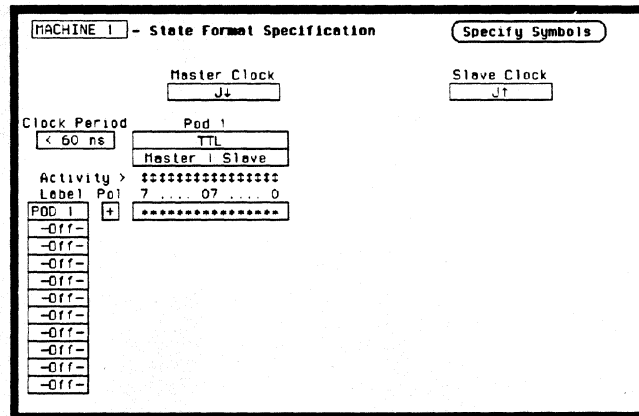 MACHINE 1 - State Format Specification Specify Symbols
Master Clock Slave Clock
J↓ J↑
Clock Period Pod 1
< 60 ns TTL
Master | Slave
Activity > ↕↕↕↕↕↕↕↕↕↕↕↕↕↕↕↕
Label Pol 7 .... 07 .... 0
POD 1 + ****************
-Off-
-Off-
-Off-
-Off-
-Off-
-Off-
-Off-
-Off-
-Off-
-Off-